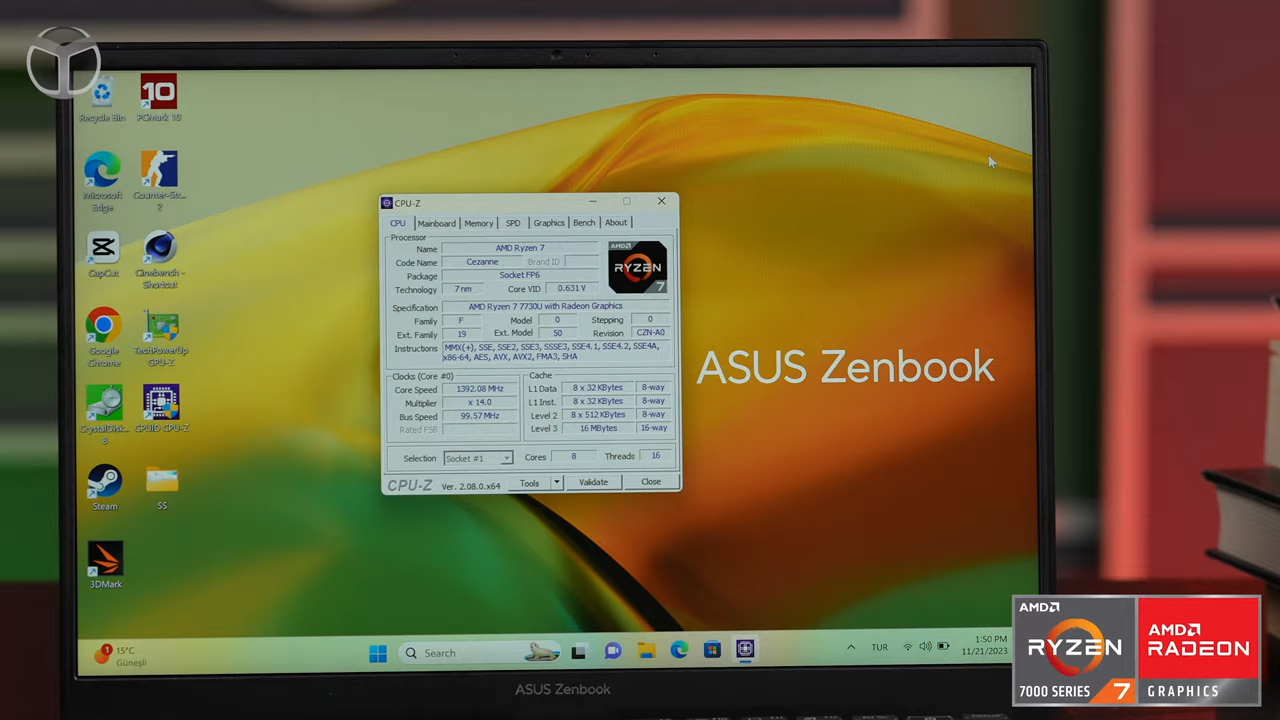 Recycle Bin
10
PCMark 10
Microsoft
Edge
Counter-Str...
2
CapCut
Cinebench -
Shortcut
Google
Chrome
TechPowerUp
GPU-Z
CrystalDisk...
8
CPUID CPU-Z
Steam
SS
3DMark
CPU-Z
CPU Mainboard Memory SPD Graphics Bench About
Processor
Name AMD Ryzen 7
Code Name Cezanne Brand ID
Package Socket FP6
Technology 7 nm Core VID 0.631 V
AMD
RYZEN
7
Specification AMD Ryzen 7 7730U with Radeon Graphics
Family F Model 0 Stepping 0
Ext. Family 19 Ext. Model 50 Revision CZN-A0
Instructions MMX(+), SSE, SSE2, SSE3, SSSE3, SSE4.1, SSE4.2, SSE4A,
x86-64, AES, AVX, AVX2, FMA3, SHA
Clocks (Core #0)
Core Speed 1392.08 MHz
Multiplier x 14.0
Bus Speed 99.57 MHz
Rated FSB
Cache
L1 Data 8 x 32 KBytes 8-way
L1 Inst. 8 x 32 KBytes 8-way
Level 2 8 x 512 KBytes 8-way
Level 3 16 MBytes 16-way
Selection Socket #1 Cores 8 Threads 16
CPU-Z Ver. 2.08.0.x64 Tools Validate Close
ASUS Zenbook
1
15°C
Güneşli
Search
TUR
1:50 PM
11/21/2023
ASUS Zenbook
AMD
RYZEN
7000 SERIES 7
AMD
RADEON
GRAPHICS